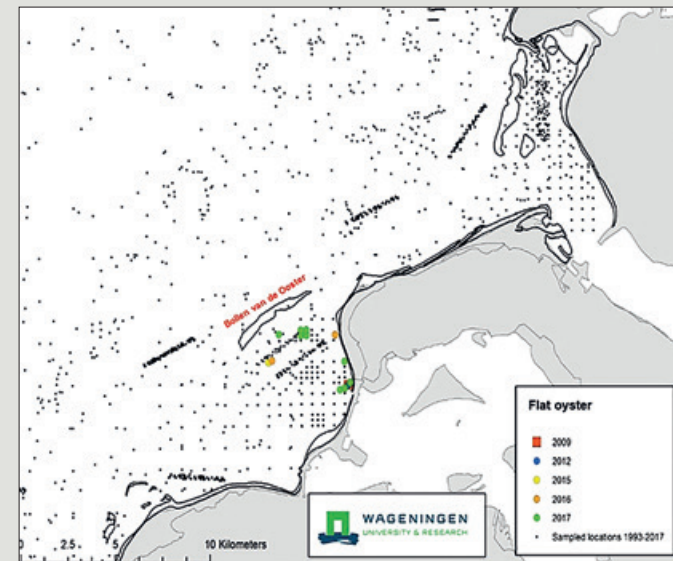 Bollen van de Ooster
Flat oyster
2009
2012
2015
2016
2017
Sampled locations 1993-2017
WAGENINGEN
UNIVERSITY & RESEARCH
0 2.5 5 10 Kilometers